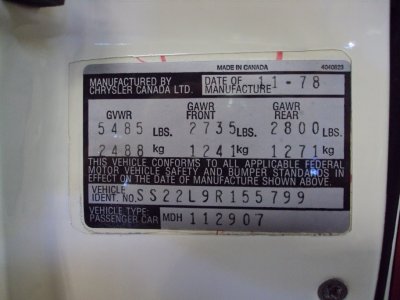 MADE IN CANADA 4040823
MANUFACTURED BY CHRYSLER CANADA LTD. DATE OF MANUFACTURE 11-78
GVWR GAWR FRONT GAWR REAR
5485 LBS. 2735 LBS. 2800 LBS.
2488 kg 1241 kg 1271 kg
THIS VEHICLE CONFORMS TO ALL APPLICABLE FEDERAL
MOTOR VEHICLE SAFETY AND BUMPER STANDARDS IN
EFFECT ON THE DATE OF MANUFACTURE SHOWN ABOVE.
VEHICLE IDENT. NO. SS22L9R155799
VEHICLE TYPE: PASSENGER CAR MDH 112907